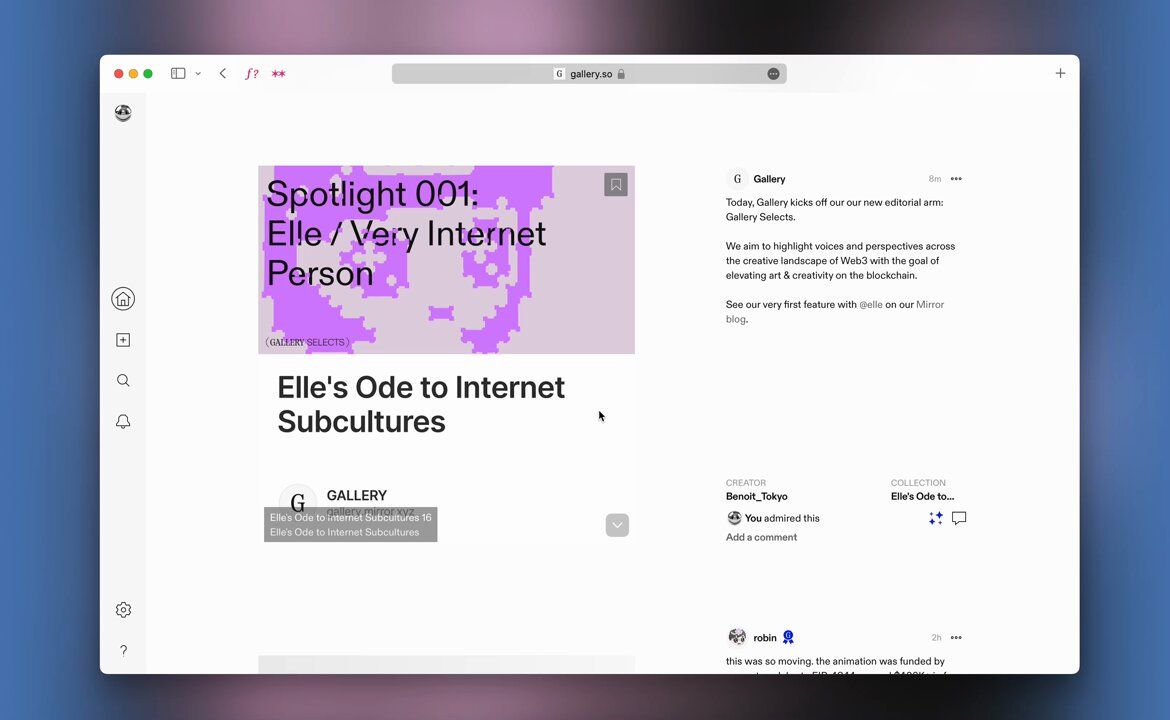 f?
**
G gallery.so
Spotlight 001:
Elle / Very Internet
Person
(GALLERY SELECTS)
Elle's Ode to Internet
Subcultures
G GALLERY
gallery.mirror.xyz
Elle's Ode to Internet Subcultures 16
Elle's Ode to Internet Subcultures
G Gallery 8m
Today, Gallery kicks off our our new editorial arm:
Gallery Selects.
We aim to highlight voices and perspectives across
the creative landscape of Web3 with the goal of
elevating art & creativity on the blockchain.
See our very first feature with @elle on our Mirror
blog.
CREATOR COLLECTION
Benoit_Tokyo Elle's Ode to...
You admired this
Add a comment
robin G 2h
this was so moving. the animation was funded by
?